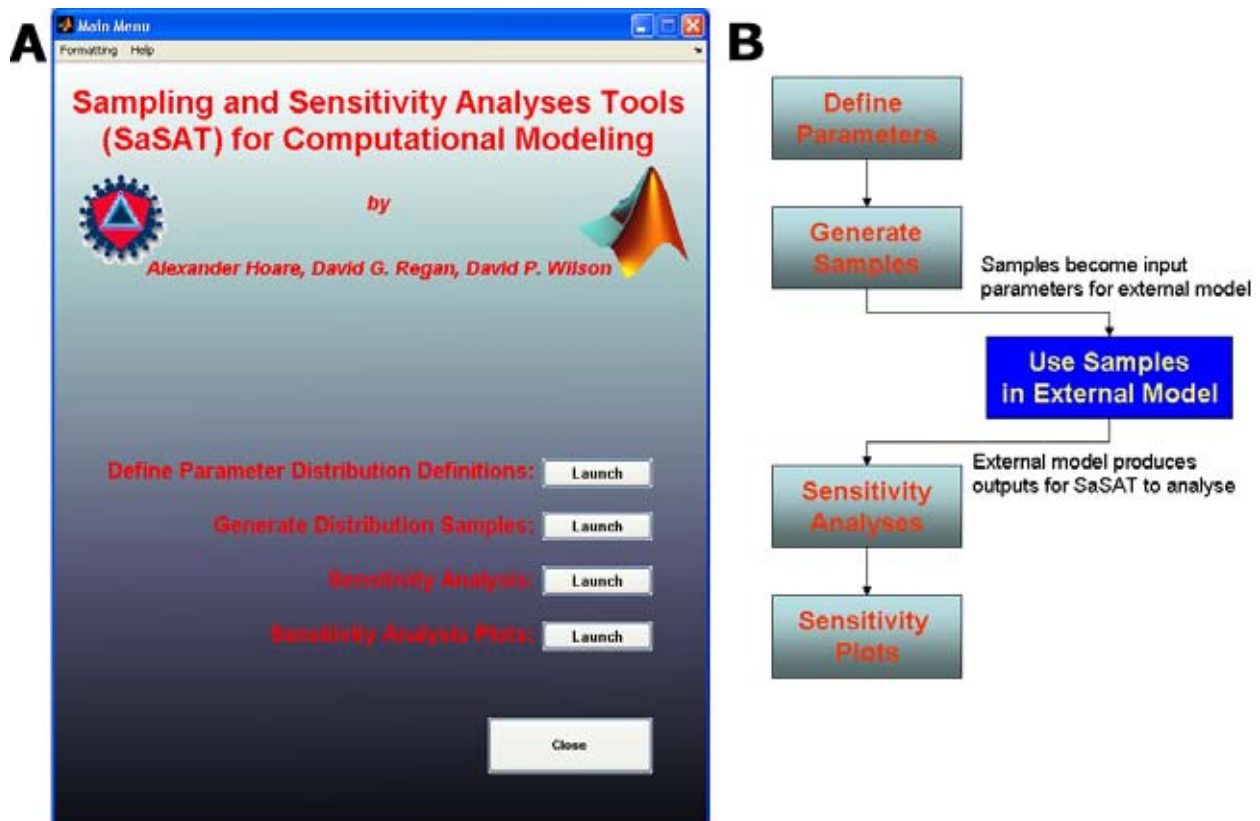 A
Main Menu
Formatting Help
Sampling and Sensitivity Analyses Tools
(SaSAT) for Computational Modeling
by
Alexander Hoare, David G. Regan, David P. Wilson
Define Parameter Distribution Definitions:
Launch
Generate Distribution Samples:
Launch
Sensitivity Analysis:
Launch
Sensitivity Analysis Plots:
Launch
Close
B
Define
Parameters
Generate
Samples
Samples become input
parameters for external model
Use Samples
in External Model
External model produces
outputs for SaSAT to analyse
Sensitivity
Analyses
Sensitivity
Plots